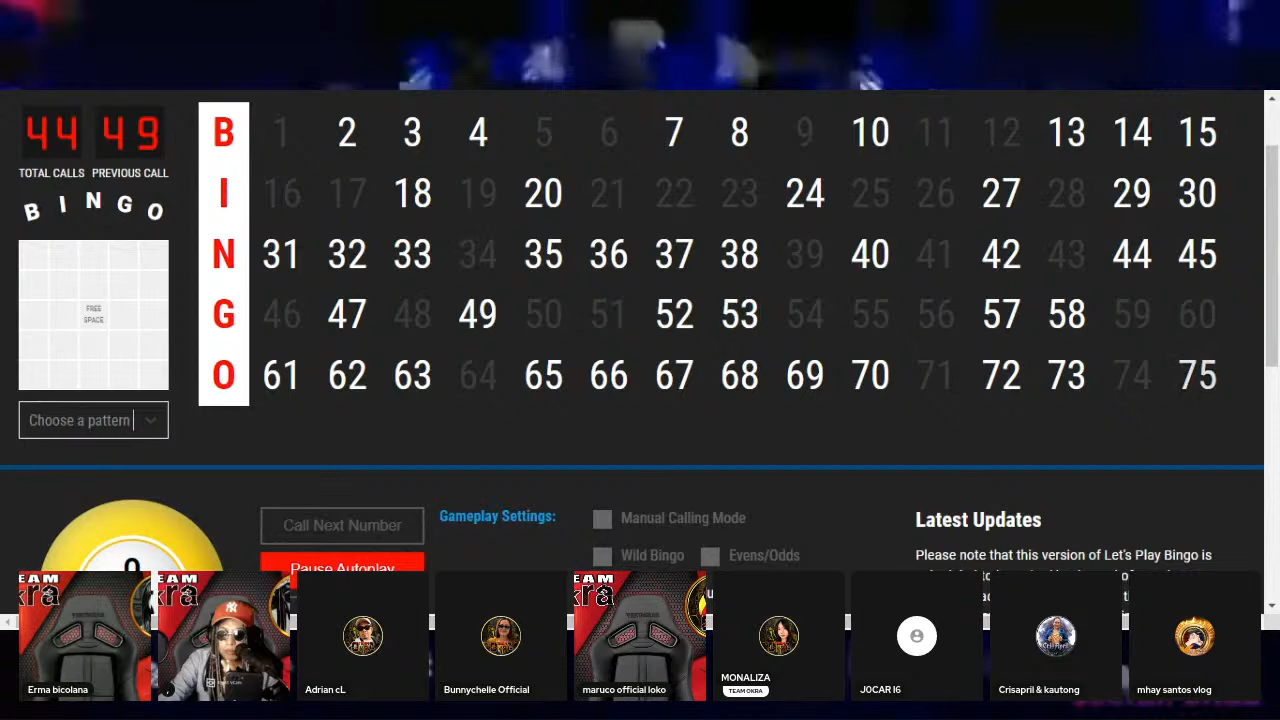 44 49
TOTAL CALLS PREVIOUS CALL
B I N G O
FREE
SPACE
Choose a pattern
B 1 2 3 4 5 6 7 8 9 10 11 12 13 14 15
I 16 17 18 19 20 21 22 23 24 25 26 27 28 29 30
N 31 32 33 34 35 36 37 38 39 40 41 42 43 44 45
G 46 47 48 49 50 51 52 53 54 55 56 57 58 59 60
O 61 62 63 64 65 66 67 68 69 70 71 72 73 74 75
Call Next Number
Pause Autoplay
Gameplay Settings:
Manual Calling Mode
Wild Bingo Evens/Odds
Latest Updates
Please note that this version of Let's Play Bingo is
Erma bicolana
Adrian cL
Bunnychelle Official
maruco official loko
MONALIZA
TEAM OKRA
JOCAR I6
Crisapril & kautong
mhay santos vlog